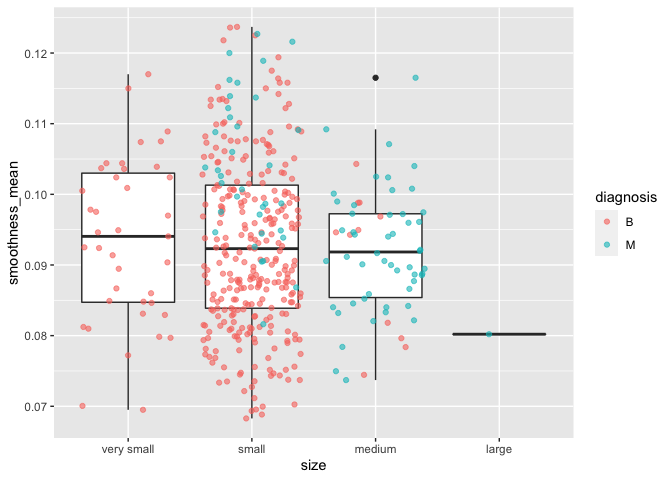 0.12
0.11
0.10
0.09
0.08
0.07
smoothness_mean
very small
small
medium
large
size
diagnosis
B
M